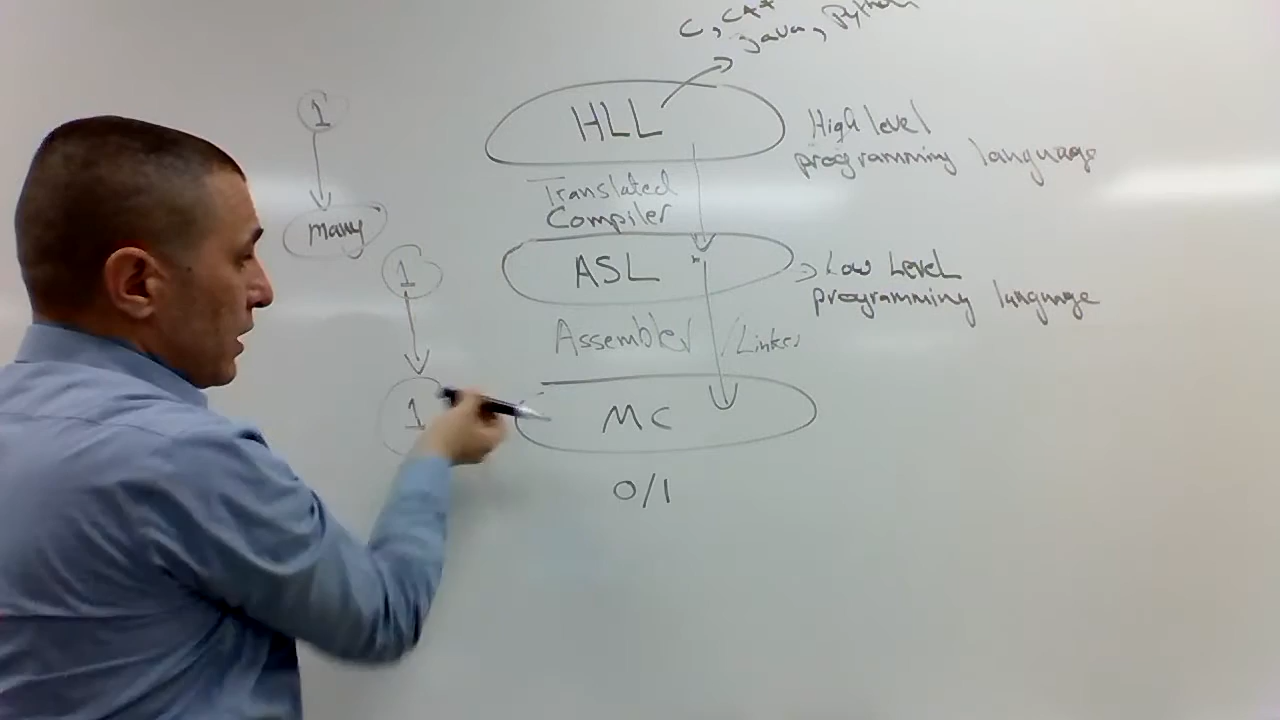 C, C++
java, Python
1
HLL
High level
programming language
Translated
Compiler
many
1
ASL
Low Level
programming language
Assembler / Linker
1
MC
0/1